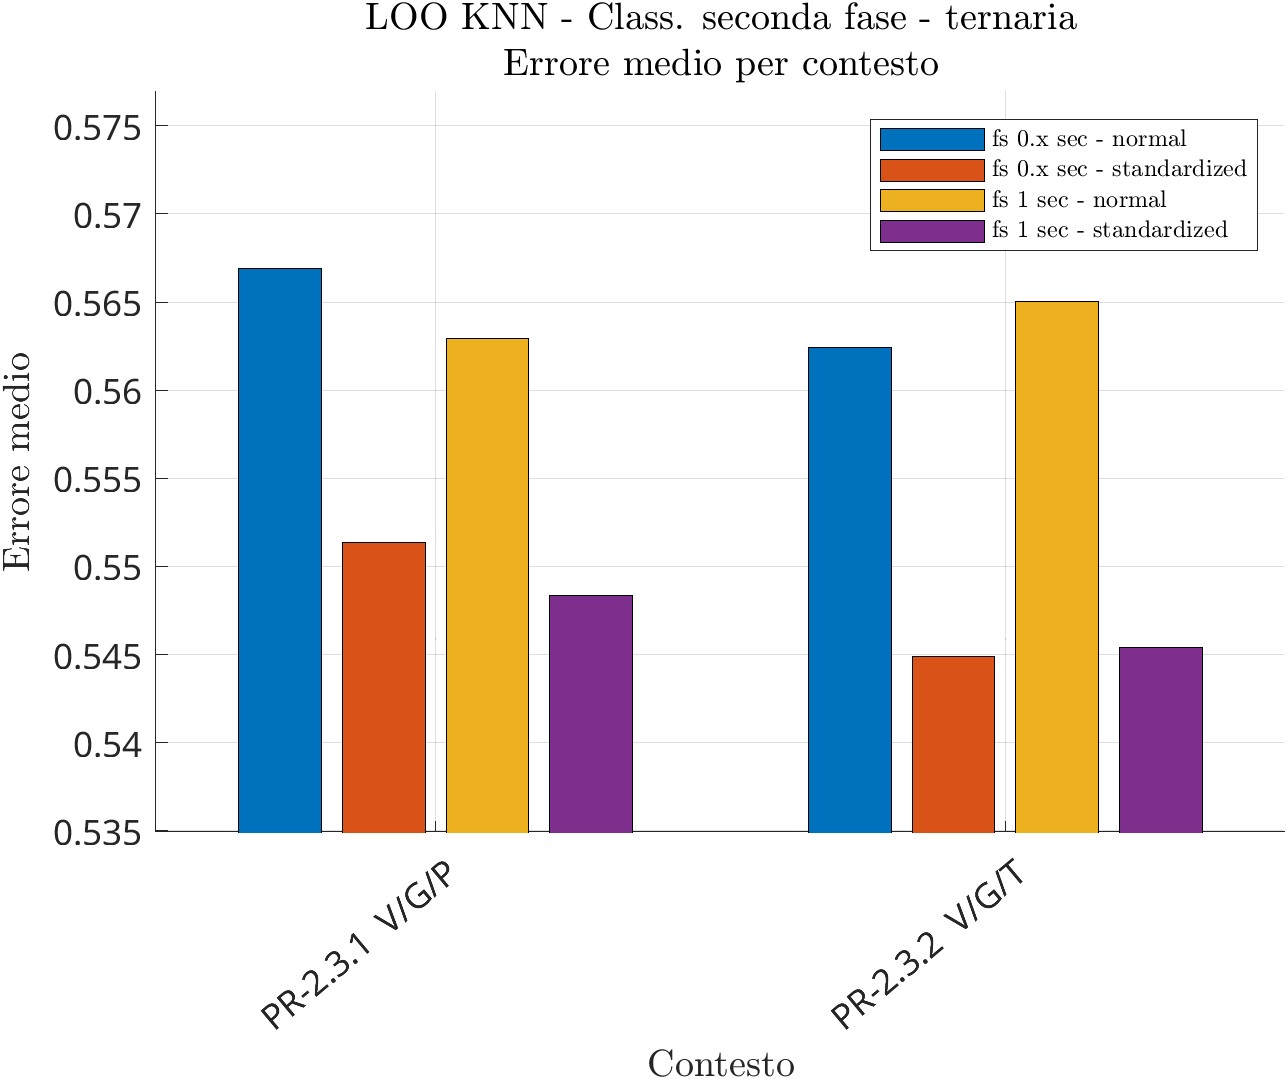 LOO KNN - Class. seconda fase - ternaria
Errore medio per contesto
fs 0.x sec - normal
fs 0.x sec - standardized
fs 1 sec - normal
fs 1 sec - standardized
Errore medio
0.575
0.57
0.565
0.56
0.555
0.55
0.545
0.54
0.535
PR-2.3.1 V/G/P
PR-2.3.2 V/G/T
Contesto